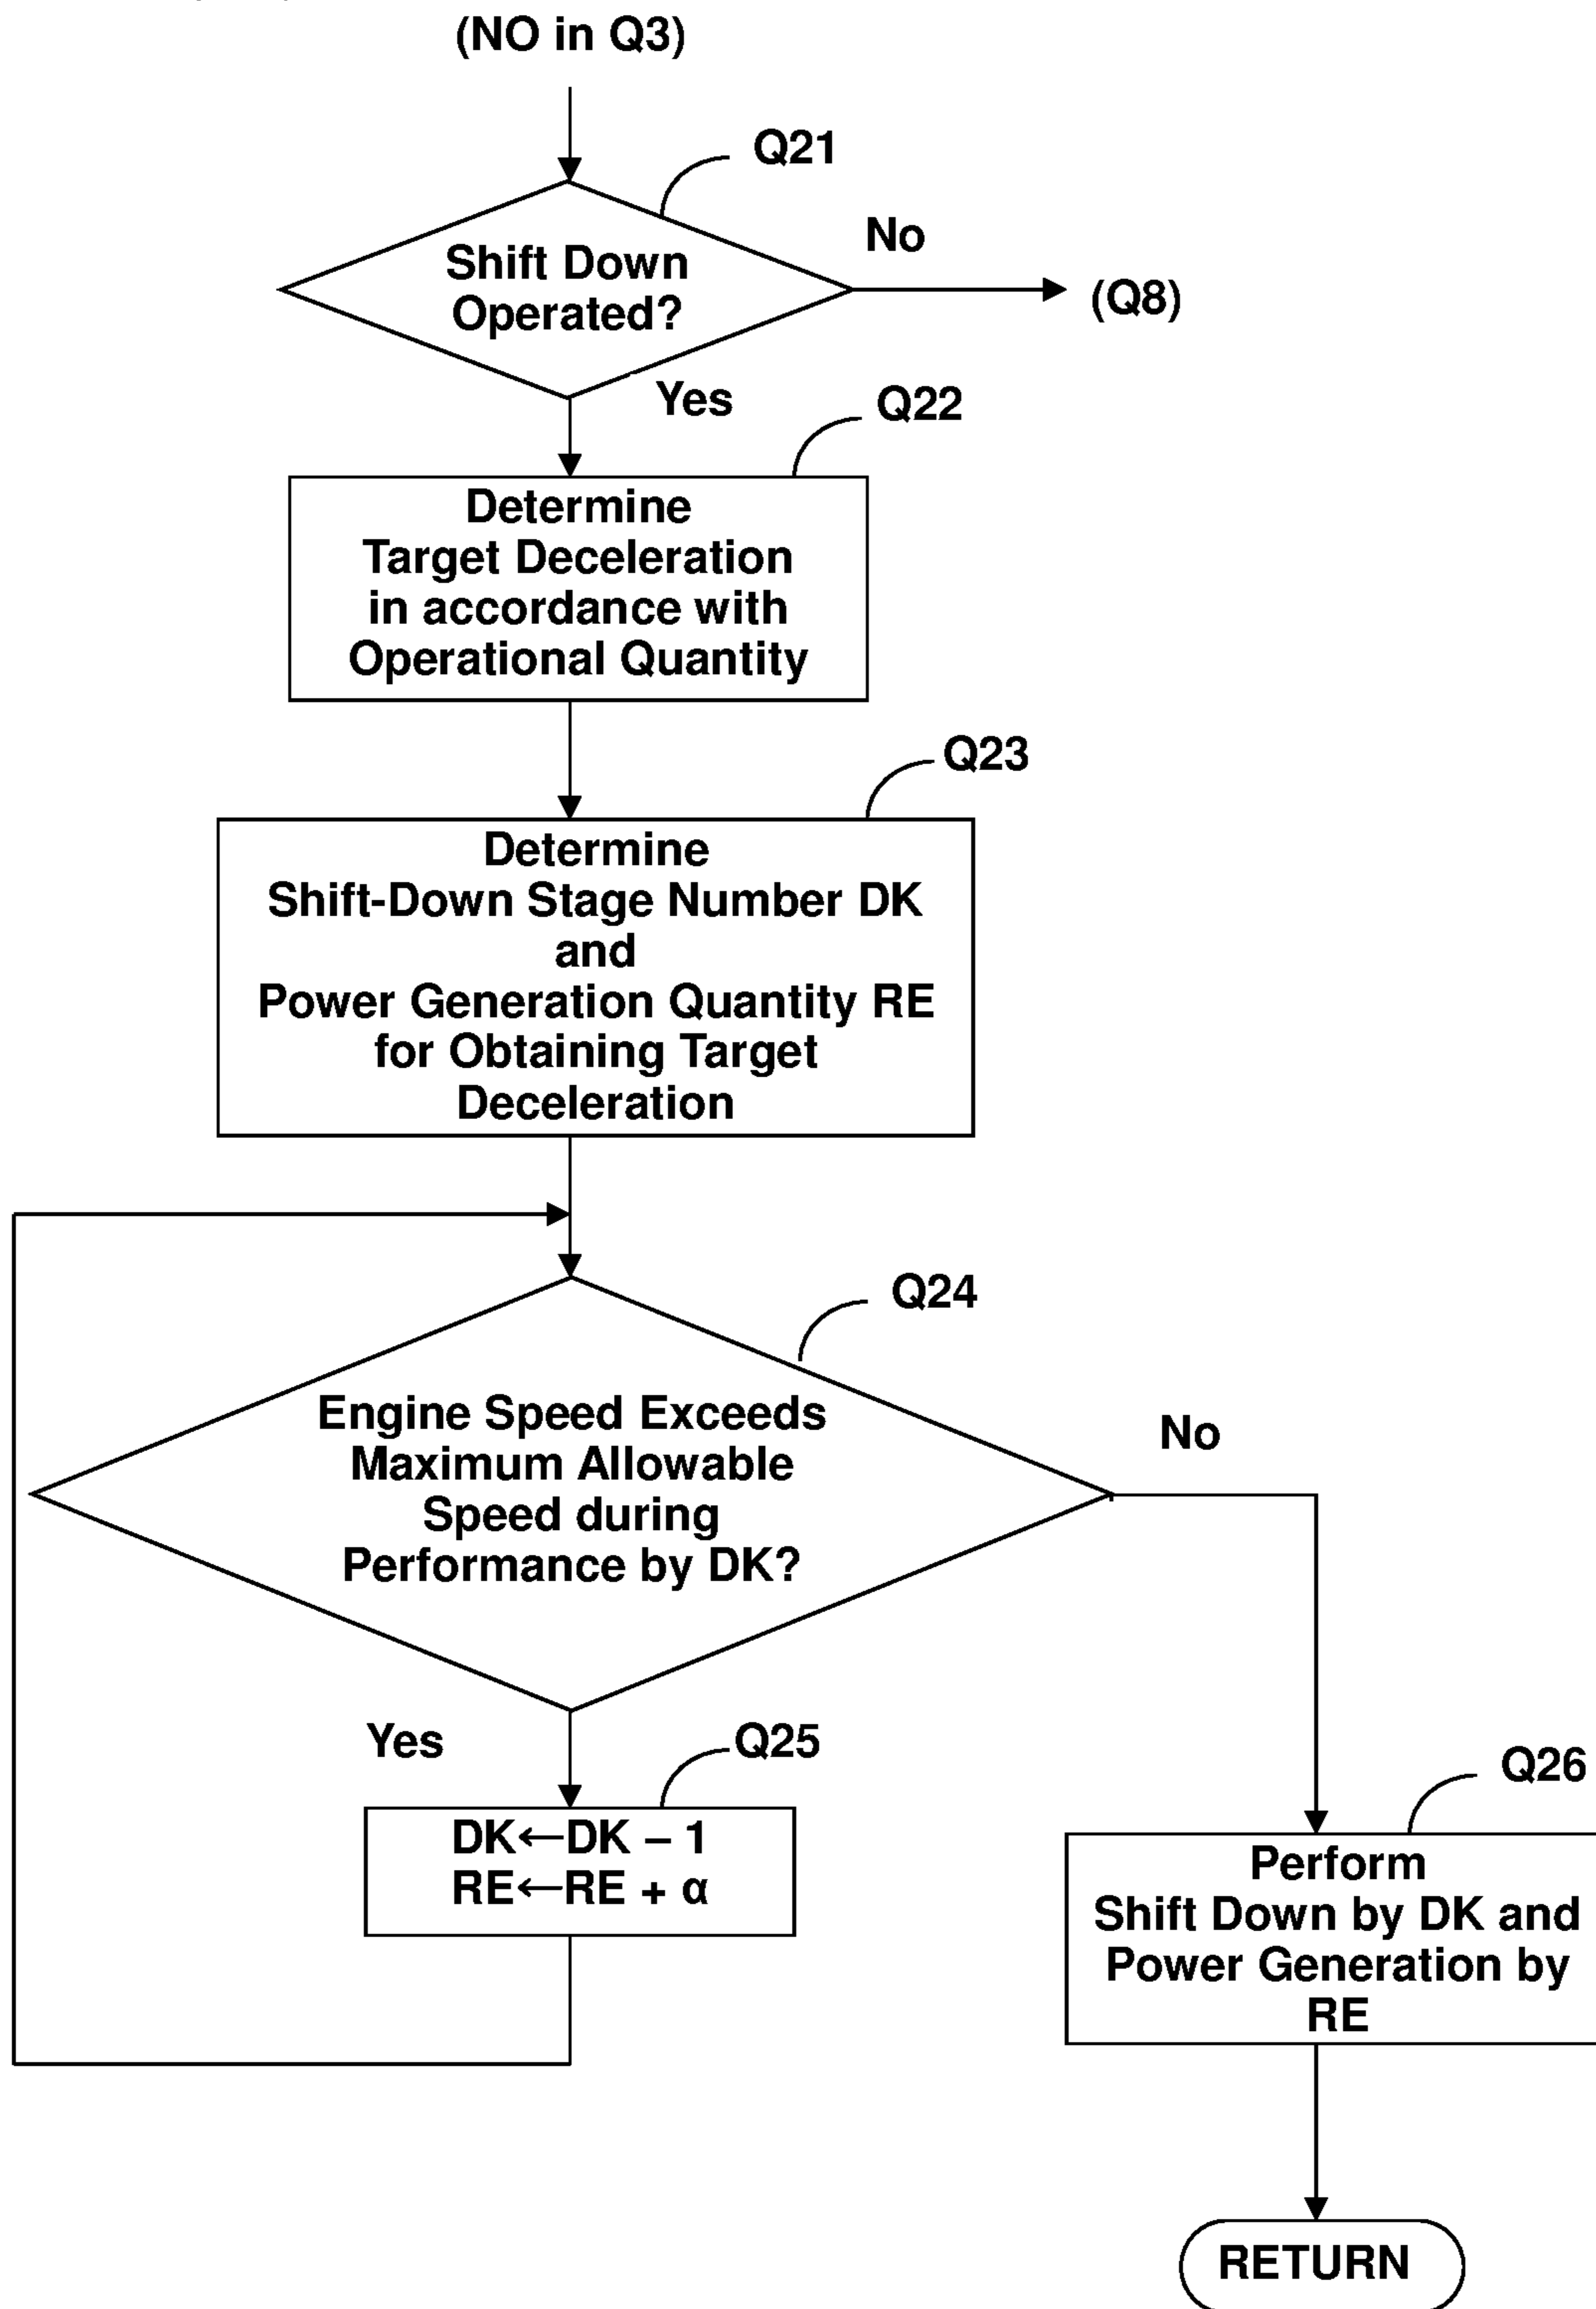 (NO in Q3)
Q21
No
Shift Down
Operated?
(Q8)
Yes
Q22
Determine
Target Deceleration
in accordance with
Operational Quantity
Q23
Determine
Shift-Down Stage Number DK
and
Power Generation Quantity RE
for Obtaining Target
Deceleration
Q24
Engine Speed Exceeds
Maximum Allowable
Speed during
Performance by DK?
No
Yes
Q25
DK←DK – 1
RE←RE + α
Q26
Perform
Shift Down by DK and
Power Generation by
RE
RETURN